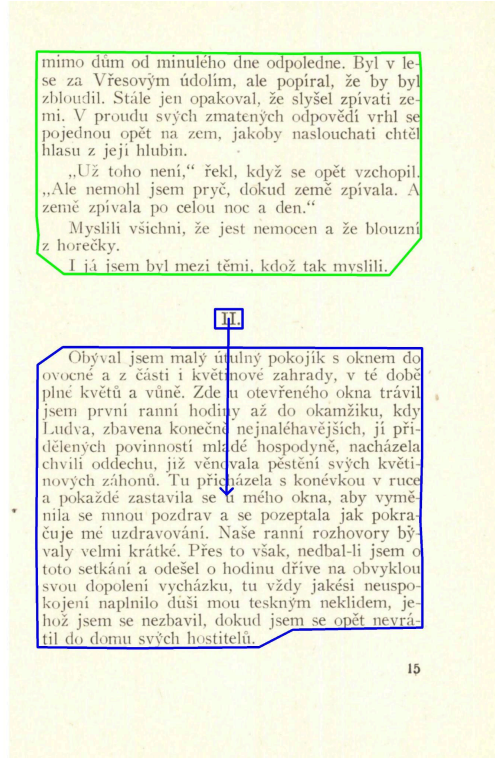 mimo dům od minulého dne odpoledne. Byl v le-
se za Vřesovým údolím, ale popíral, že by byl
zbloudil. Stále jen opakoval, že slyšel zpívati ze-
mi. V proudu svých zmatených odpovědí vrhl se
pojednou opět na zem, jakoby naslouchati chtěl
hlasu z její hlubin.
„Už toho není,“ řekl, když se opět vzchopil.
„Ale nemohl jsem pryč, dokud země zpívala. A
země zpívala po celou noc a den.“
Myslili všichni, že jest nemocen a že blouzní
z horečky.
I já jsem byl mezi těmi, kdož tak myslili.
II.
Obýval jsem malý útulný pokojík s oknem do
ovocné a z části i květinové zahrady, v té době
plné květů a vůně. Zde u otevřeného okna trávil
jsem první ranní hodiny až do okamžiku, kdy
Ludva, zbavena konečně nejnaléhavějších, jí při-
dělených povinností mladé hospodyně, nacházela
chvíli oddechu, již věnovala pěstění svých květi-
nových záhonů. Tu přicházela s konévkou v ruce
a pokaždé zastavila se u mého okna, aby vymě-
nila se mnou pozdrav a se pozeptala jak pokra-
čuje mé uzdravování. Naše ranní rozhovory bý-
valy velmi krátké. Přes to však, nedbal-li jsem o
toto setkání a odešel o hodinu dříve na obvyklou
svou dopolení vycházku, tu vždy jakési neuspo-
kojení naplnilo duši mou teskným neklidem, je-
hož jsem se nezbavil, dokud jsem se opět nevrá-
til do domu svých hostitelů.
15